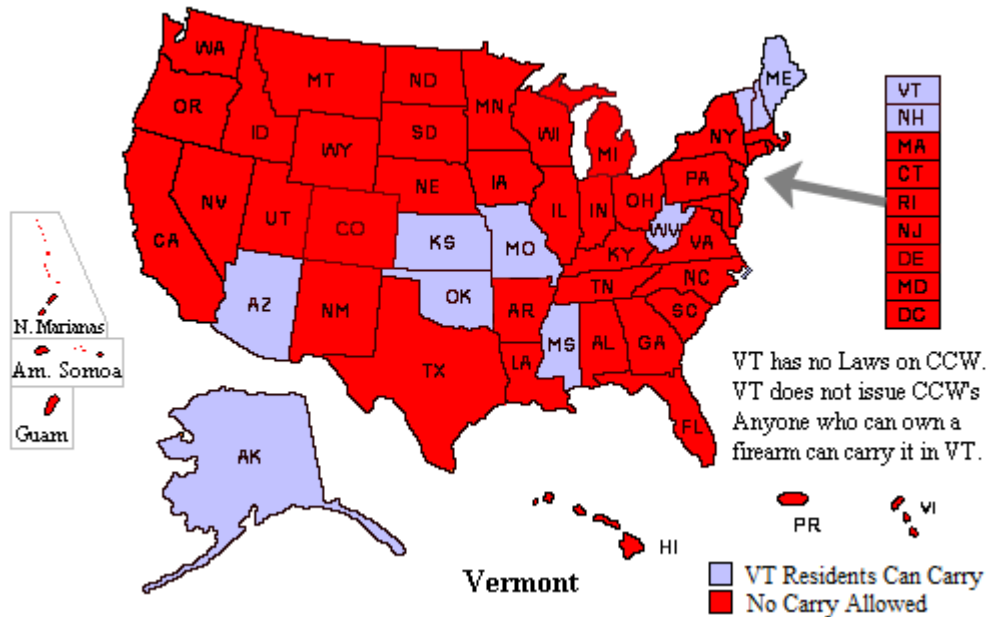 WA
MT
ND
MN
ME
VT
NH
OR
ID
SD
WI
MI
NY
MA
WY
CT
NE
IA
PA
RI
NV
UT
CO
IL
IN
OH
NJ
CA
KS
MO
WV
VA
DE
KY
MD
AZ
NM
OK
AR
TN
NC
DC
SC
MS
AL
GA
N. Marianas
TX
LA
Am. Somoa
FL
Guam
VT has no Laws on CCW.
VT does not issue CCW's
Anyone who can own a
firearm can carry it in VT.
AK
HI
PR
VI
Vermont
VT Residents Can Carry
No Carry Allowed